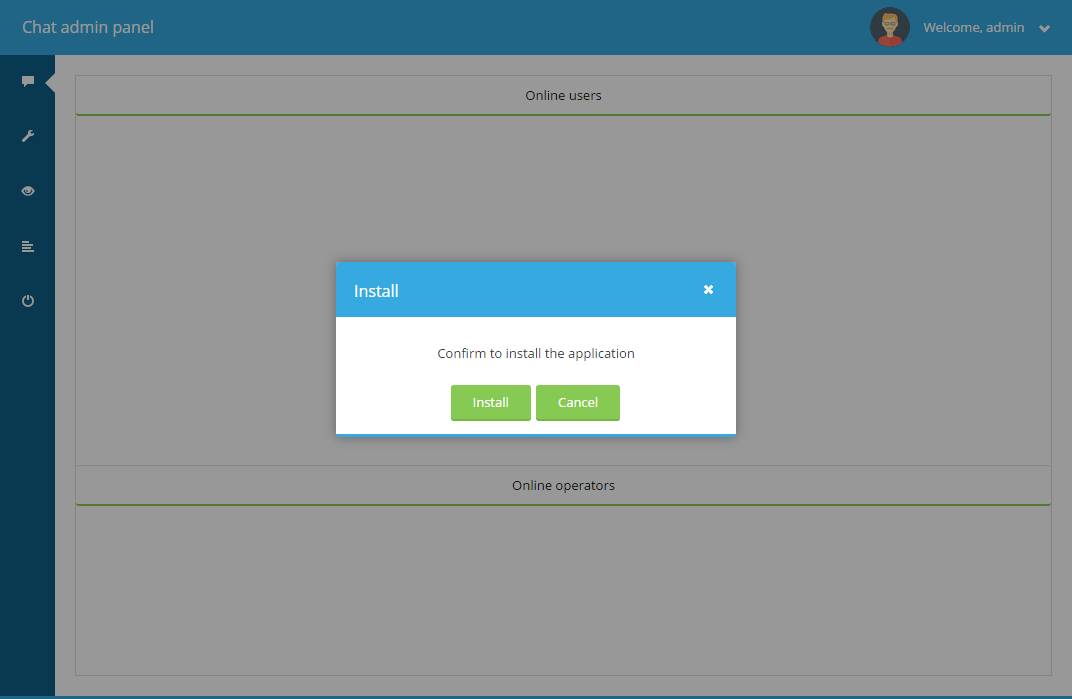 Chat admin panel
Welcome, admin
Online users
Install
Confirm to install the application
Install
Cancel
Online operators